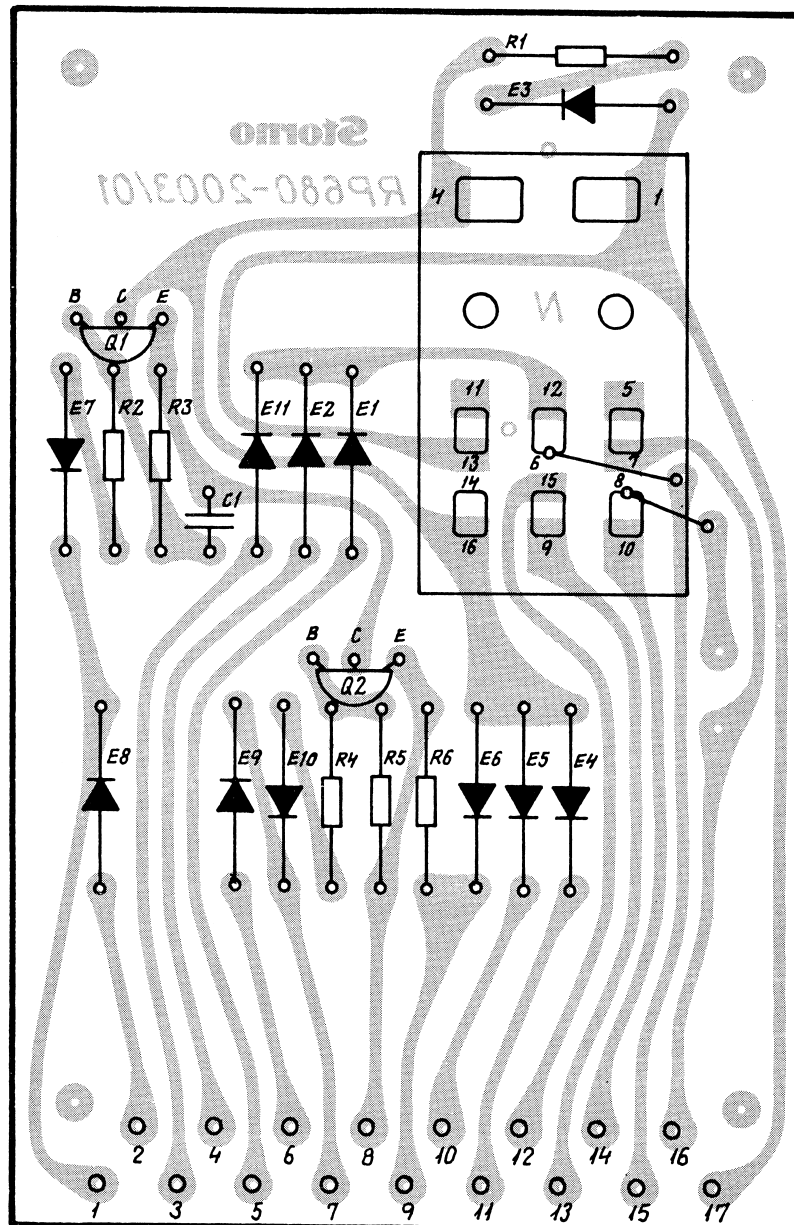 R1
E3
Storno
RP680-2003/01
4 1
N
B C E
Q1
E7 R2 R3 E11 E2 E1
11 12 5
13 6 7
C1
14 15 8
16 9 10
B C E
Q2
E8 E9 E10 R4 R5 R6 E6 E5 E4
2 4 6 8 10 12 14 16
1 3 5 7 9 11 13 15 17